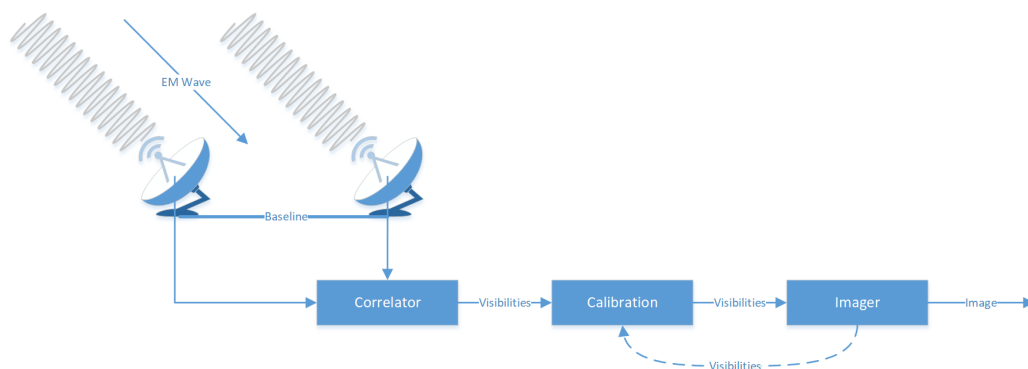 EM Wave
Baseline
Correlator
Visibilities
Calibration
Visibilities
Imager
Image
Visibilities